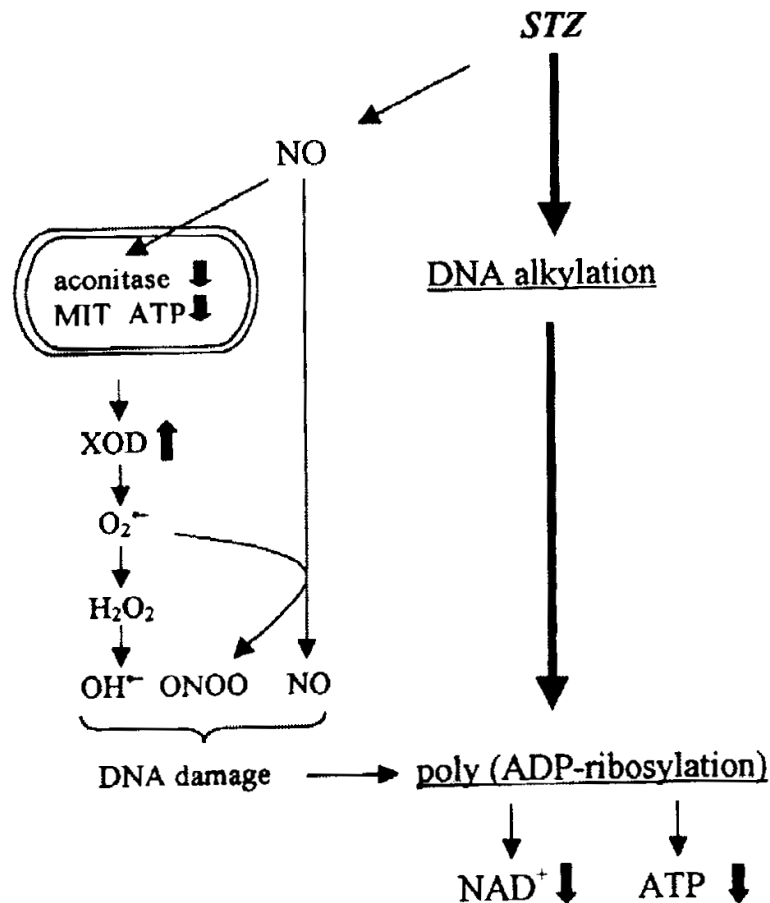 STZ
NO
DNA alkylation
aconitase
MIT ATP
XOD
O₂•−
H₂O₂
OH•− ONOO NO
DNA damage
poly (ADP-ribosylation)
NAD⁺ ATP